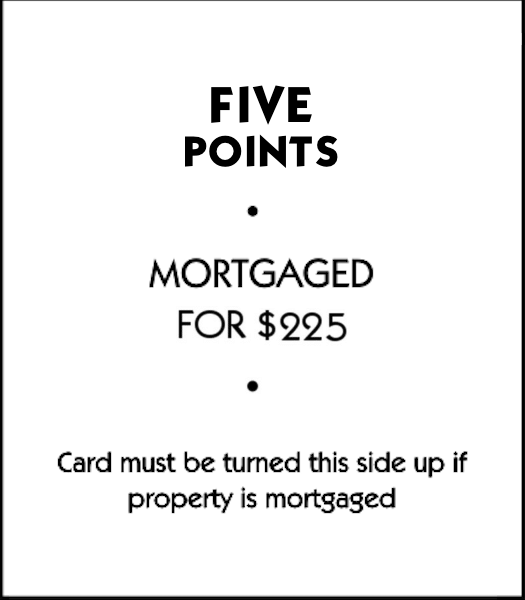 FIVE
POINTS
•
MORTGAGED
FOR $225
•
Card must be turned this side up if
property is mortgaged